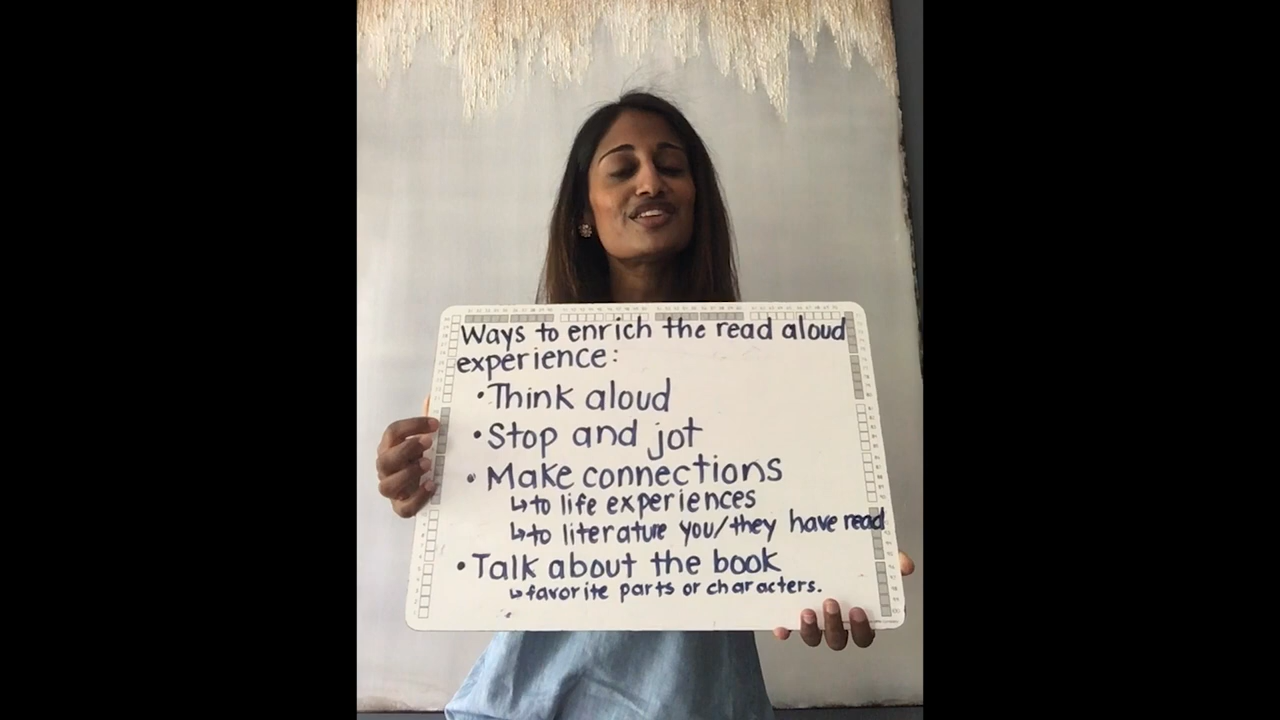 Ways to enrich the read aloud
experience:
•Think aloud
•Stop and jot
• Make connections
↳to life experiences
↳to literature you/they have read
•Talk about the book
↳favorite parts or characters.